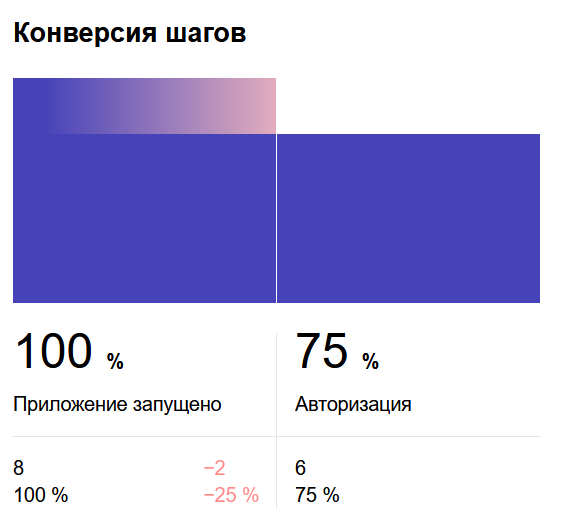 Конверсия шагов
100 %
Приложение запущено
8 −2
100 % −25 %
75 %
Авторизация
6
75 %